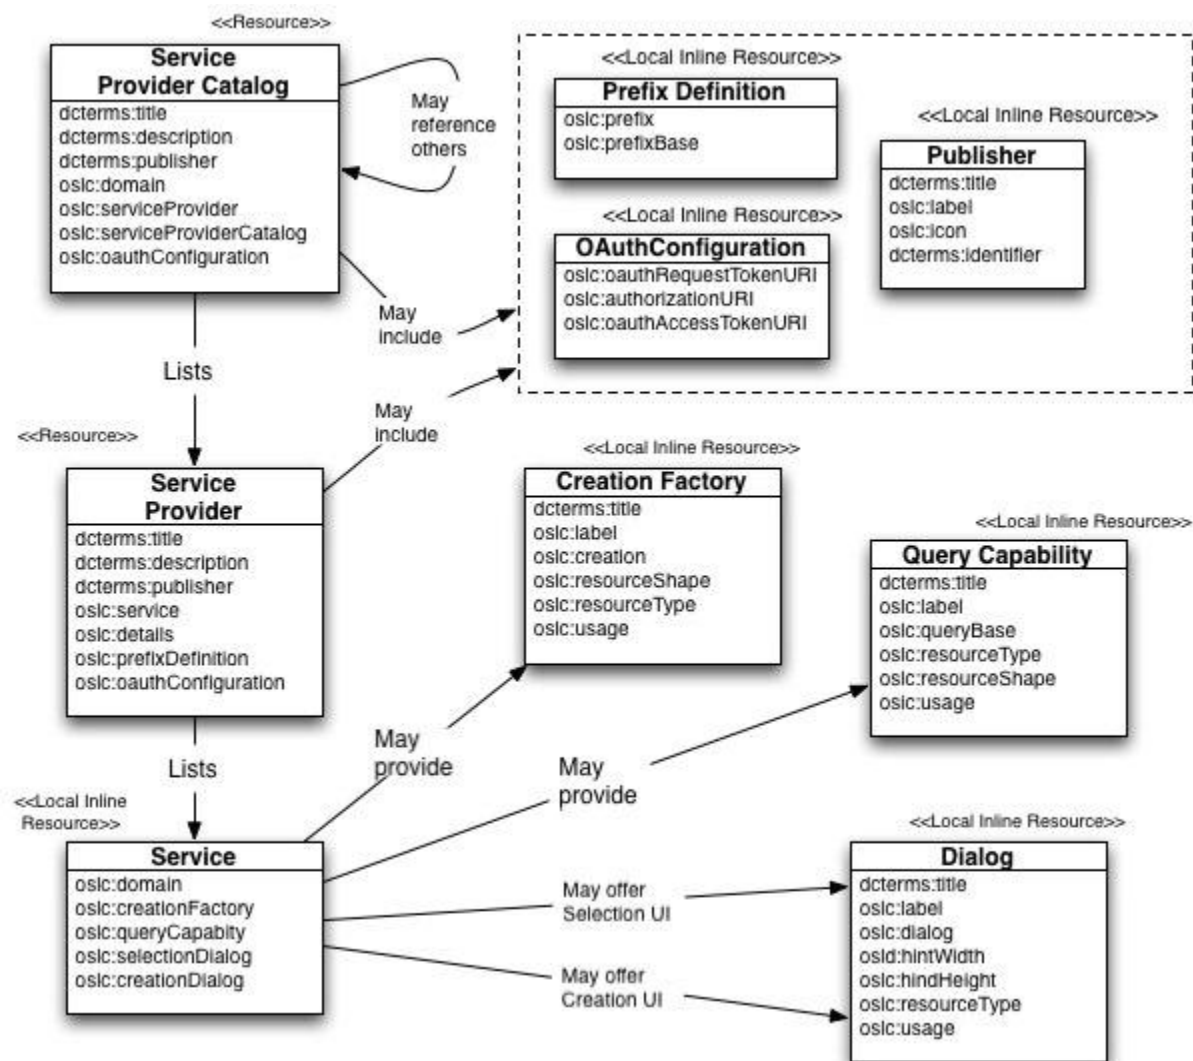 <<Resource>>
Service
Provider Catalog
dcterms:title
dcterms:description
dcterms:publisher
oslc:domain
oslc:serviceProvider
oslc:serviceProviderCatalog
oslc:oauthConfiguration
May
reference
others
<<Local Inline Resource>>
Prefix Definition
oslc:prefix
oslc:prefixBase
<<Local Inline Resource>>
Publisher
dcterms:title
oslc:label
oslc:icon
dcterms:identifier
<<Local Inline Resource>>
OAuthConfiguration
oslc:oauthRequestTokenURI
oslc:authorizationURI
oslc:oauthAccessTokenURI
May
include
Lists
May
include
<<Resource>>
Service
Provider
dcterms:title
dcterms:description
dcterms:publisher
oslc:service
oslc:details
oslc:prefixDefinition
oslc:oauthConfiguration
<<Local Inline Resource>>
Creation Factory
dcterms:title
oslc:label
oslc:creation
oslc:resourceShape
oslc:resourceType
oslc:usage
<<Local Inline Resource>>
Query Capability
dcterms:title
oslc:label
oslc:queryBase
oslc:resourceType
oslc:resourceShape
oslc:usage
Lists
May
provide
May
provide
<<Local Inline
Resource>>
Service
oslc:domain
oslc:creationFactory
oslc:queryCapabity
oslc:selectionDialog
oslc:creationDialog
May offer
Selection UI
May offer
Creation UI
<<Local Inline Resource>>
Dialog
dcterms:title
oslc:label
oslc:dialog
osld:hintWidth
oslc:hindHeight
oslc:resourceType
oslc:usage